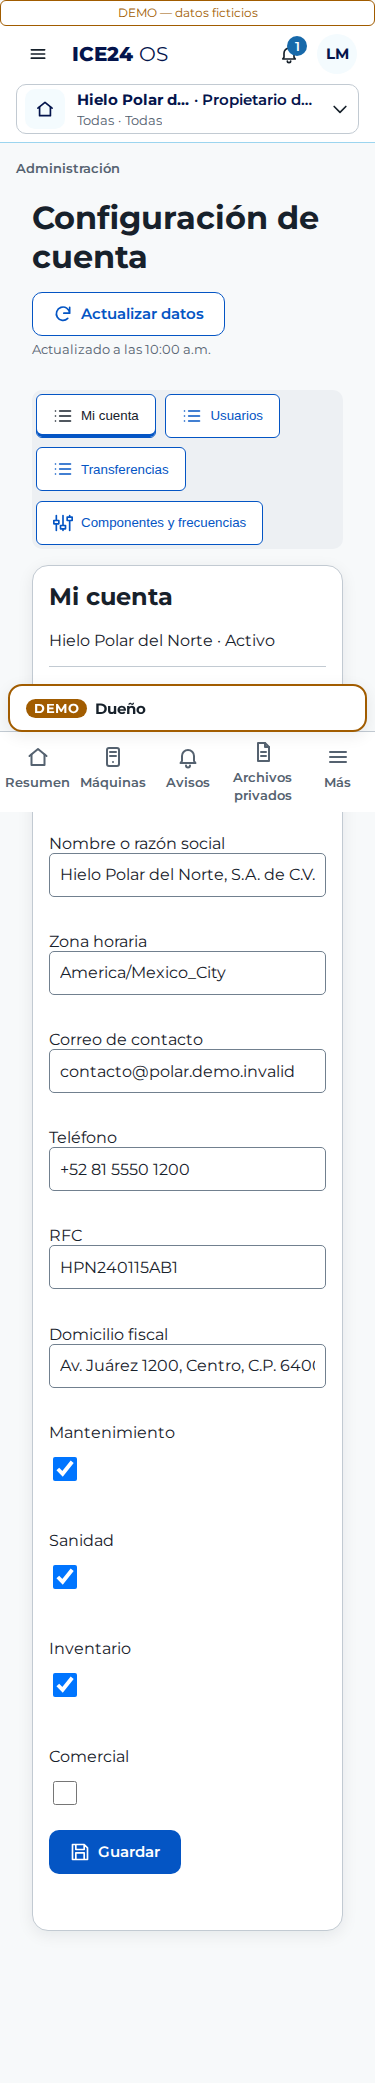 DEMO — datos ficticios
ICE24 OS
1
LM
Hielo Polar d... · Propietario d...
Todas · Todas
Administración
Configuración de
cuenta
Actualizar datos
Actualizado a las 10:00 a.m.
Mi cuenta
Usuarios
Transferencias
Componentes y frecuencias
Mi cuenta
Hielo Polar del Norte · Activo
DEMO Dueño
Resumen
Máquinas
Avisos
Archivos
privados
Más
Nombre o razón social
Hielo Polar del Norte, S.A. de C.V.
Zona horaria
America/Mexico_City
Correo de contacto
contacto@polar.demo.invalid
Teléfono
+52 81 5550 1200
RFC
HPN240115AB1
Domicilio fiscal
Av. Juárez 1200, Centro, C.P. 640
Mantenimiento
Sanidad
Inventario
Comercial
Guardar